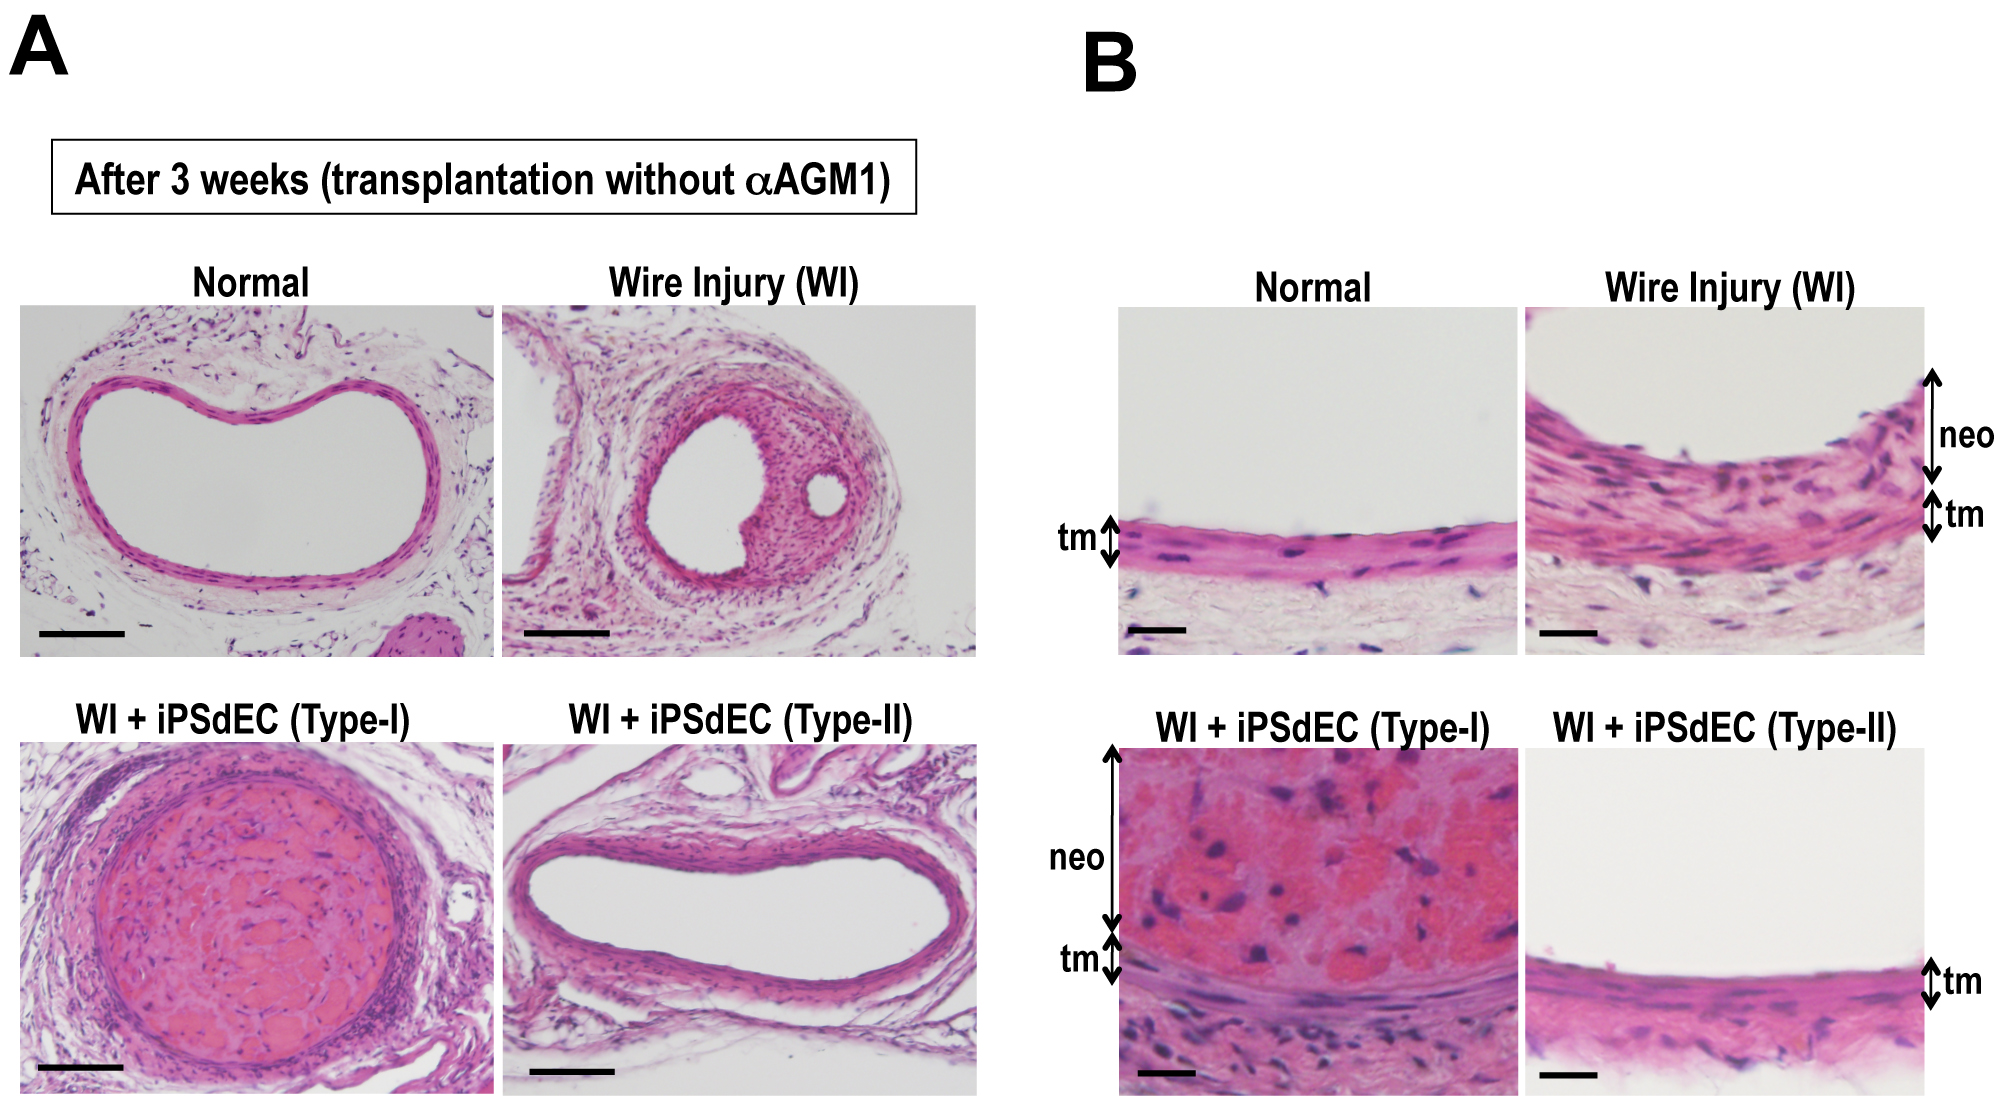 A
After 3 weeks (transplantation without αAGM1)
Normal
Wire Injury (WI)
WI + iPSdEC (Type-I)
WI + iPSdEC (Type-II)
B
Normal
Wire Injury (WI)
tm
neo
tm
WI + iPSdEC (Type-I)
WI + iPSdEC (Type-II)
neo
tm
tm